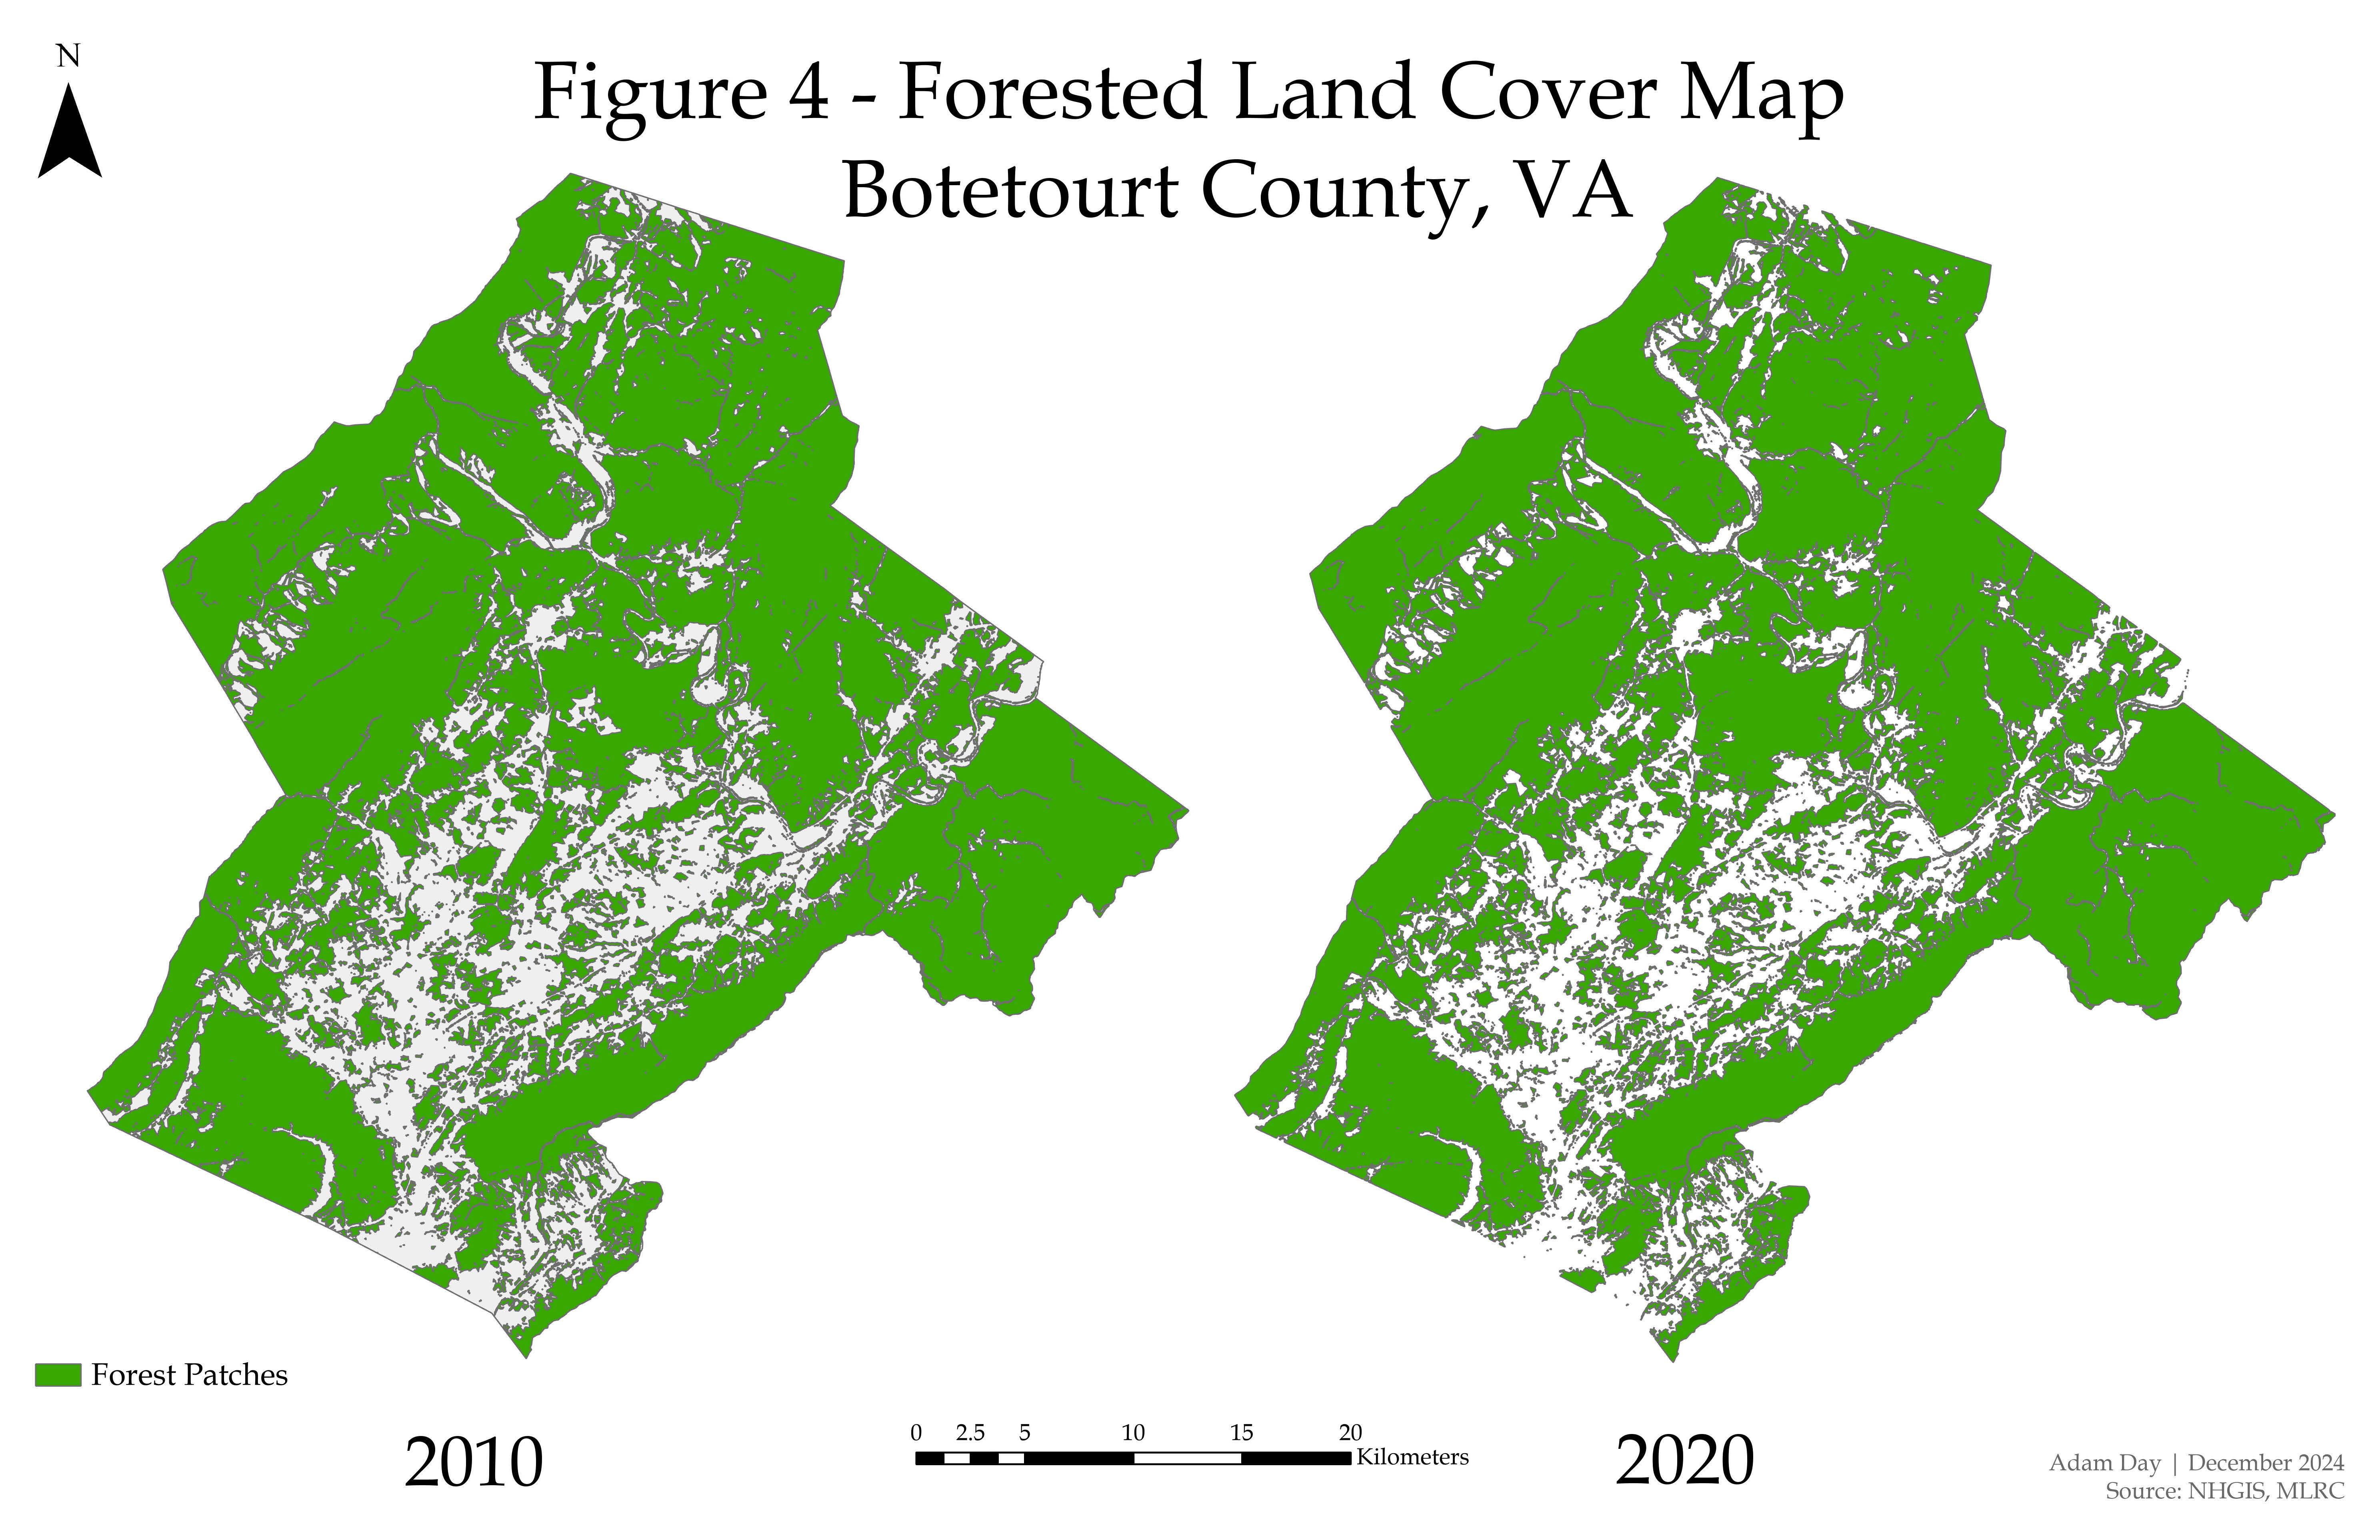 N
Figure 4 - Forested Land Cover Map
Botetourt County, VA
Forest Patches
2010
0 2.5 5 10 15 20
Kilometers
2020
Adam Day | December 2024
Source: NHGIS, MLRC